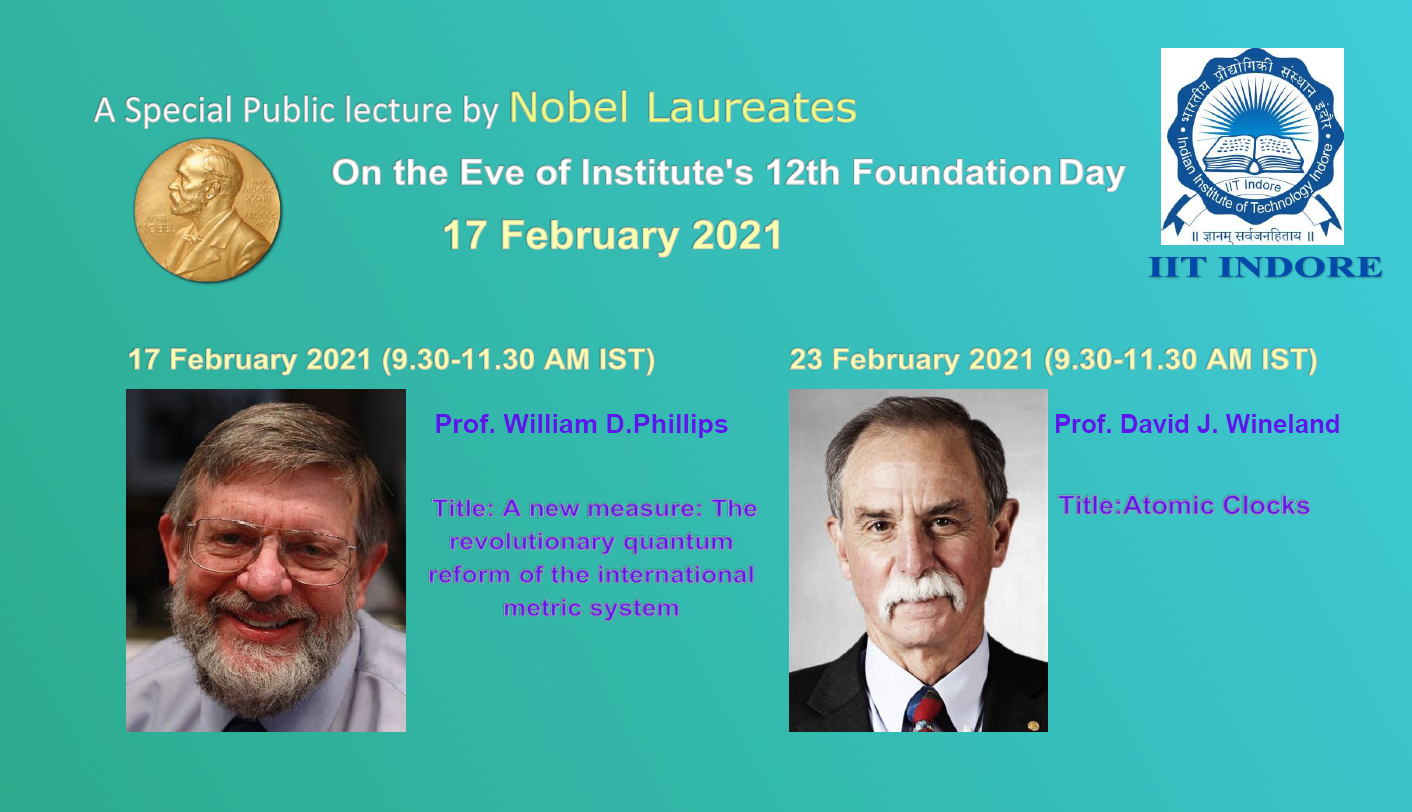 A Special Public lecture by Nobel Laureates
On the Eve of Institute's 12th Foundation Day
17 February 2021
भारतीय प्रौद्योगिकी संस्थान इंदौर
IIT Indore
Indian Institute of Technology Indore
॥ ज्ञानम् सर्वजनहिताय ॥
IIT INDORE
17 February 2021 (9.30-11.30 AM IST)
Prof. William D.Phillips
Title: A new measure: The
revolutionary quantum
reform of the international
metric system
23 February 2021 (9.30-11.30 AM IST)
Prof. David J. Wineland
Title:Atomic Clocks